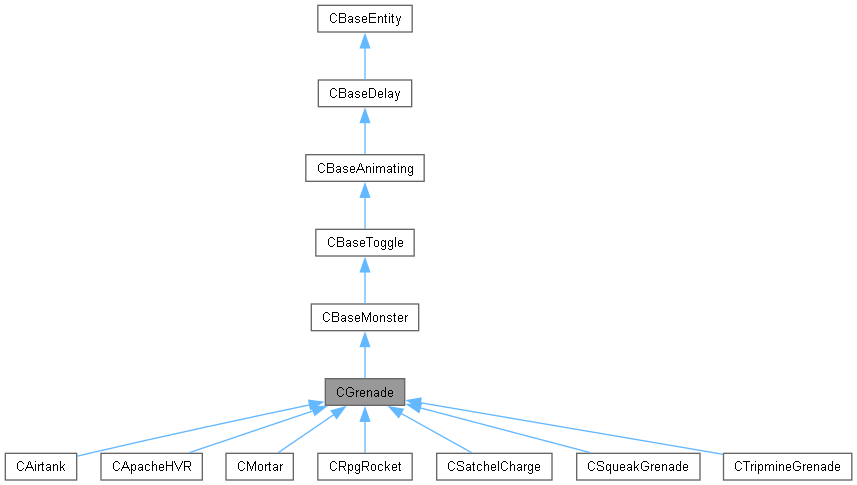 CBaseEntity
CBaseDelay
CBaseAnimating
CBaseToggle
CBaseMonster
CGrenade
CAirtank
CApacheHVR
CMortar
CRpgRocket
CSatchelCharge
CSqueakGrenade
CTripmineGrenade